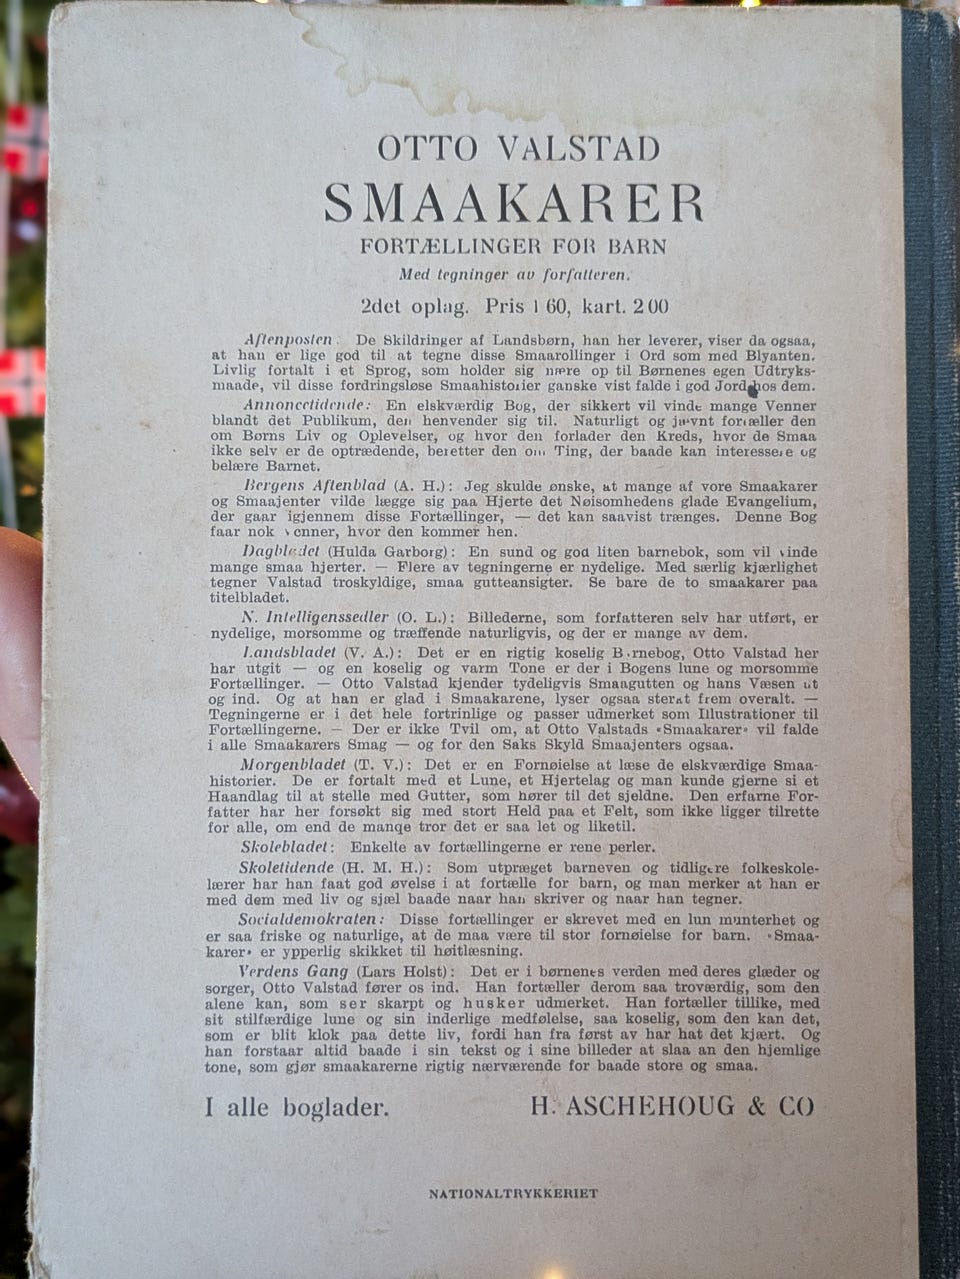 OTTO VALSTAD
SMAAKARER
FORTÆLLINGER FOR BARN
Med tegninger av forfatteren.
2det oplag. Pris 1 60, kart. 2 00
Aftenposten: De Skildringer af Landsbørn, han her leverer, viser da ogsaa,
at han er lige god til at tegne disse Smaarollinger i Ord som med Blyanten.
Livlig fortalt i et Sprog, som holder sig nære op til Børnenes egen Udtryks-
maade, vil disse fordringsløse Smaahistorier ganske vist falde i god Jord hos dem.
Annoncetidende: En elskværdig Bog, der sikkert vil vinde mange Venner
blandt det Publikum, den henvender sig til. Naturligt og jævnt fortæller den
om Børns Liv og Oplevelser, og hvor den forlader den Kreds, hvor de Smaa
ikke selv er de optrædende, beretter den om Ting, der baade kan interessere og
belære Barnet.
Bergens Aftenblad (A. H.): Jeg skulde ønske, at mange af vore Smaakarer
og Smaajenter vilde lægge sig paa Hjerte det Nøisomhedens glade Evangelium,
der gaar igjennem disse Fortællinger, — det kan saavist trænges. Denne Bog
faar nok venner, hvor den kommer hen.
Dagbladet (Hulda Garborg): En sund og god liten barnebok, som vil vinde
mange smaa hjerter. — Flere av tegningerne er nydelige. Med særlig kjærlighet
tegner Valstad troskyldige, smaa gutteansigter. Se bare de to smaakarer paa
titelbladet.
N. Intelligenssedler (O. L.): Billederne, som forfatteren selv har utført, er
nydelige, morsomme og træffende naturligvis, og der er mange av dem.
Landsbladet (V. A.): Det er en rigtig koselig Barnebog, Otto Valstad her
har utgit — og en koselig og varm Tone er der i Bogens lune og morsomme
Fortællinger. — Otto Valstad kjender tydeligvis Smaagutten og hans Væsen ut
og ind. Og at han er glad i Smaakarene, lyser ogsaa sterkt frem overalt. —
Tegningerne er i det hele fortrinlige og passer udmerket som Illustrationer til
Fortællingerne. — Der er ikke Tvil om, at Otto Valstads «Smaakarer» vil falde
i alle Smaakarers Smag — og for den Saks Skyld Smaajenters ogsaa.
Morgenbladet (T. V.): Det er en Fornøielse at læse de elskværdige Smaa-
historier. De er fortalt med et Lune, et Hjertelag og man kunde gjerne si et
Haandlag til at stelle med Gutter, som hører til det sjeldne. Den erfarne For-
fatter har her forsøkt sig med stort Held paa et Felt, som ikke ligger tilrette
for alle, om end de manqe tror det er saa let og liketil.
Skolebladet: Enkelte av fortællingerne er rene perler.
Skoletidende (H. M. H.): Som utpræget barneven og tidligere folkeskole-
lærer har han faat god øvelse i at fortælle for barn, og man merker at han er
med dem med liv og sjæl baade naar han skriver og naar han tegner.
Socialdemokraten: Disse fortællinger er skrevet med en lun munterhet og
er saa friske og naturlige, at de maa være til stor fornøielse for barn. «Smaa-
karer» er ypperlig skikket til høitlæsning.
Verdens Gang (Lars Holst): Det er i børnenes verden med deres glæder og
sorger, Otto Valstad fører os ind. Han fortæller derom saa troværdig, som den
alene kan, som ser skarpt og husker udmerket. Han fortæller tillike, med
sit stilfærdige lune og sin inderlige medfølelse, saa koselig, som den kan det,
som er blit klok paa dette liv, fordi han fra først av har hat det kjært. Og
han forstaar altid baade i sin tekst og i sine billeder at slaa an den hjemlige
tone, som gjør smaakarerne rigtig nærværende for baade store og smaa.
I alle boglader.
H. ASCHEHOUG & CO
NATIONALTRYKKERIET